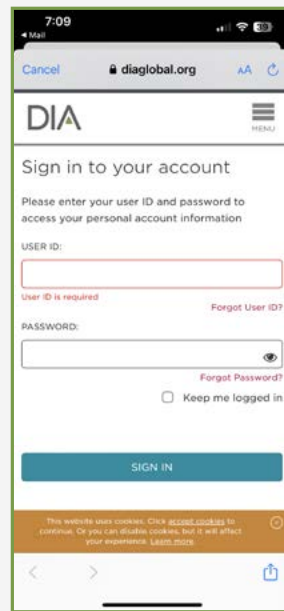 7:09
39
◀ Mail
Cancel
diaglobal.org
AA
DIA
MENU
Sign in to your account
Please enter your user ID and password to
access your personal account information
USER ID:
User ID is required
Forgot User ID?
PASSWORD:
Forgot Password?
Keep me logged in
SIGN IN
This website uses cookies. Click accept cookies to
continue. Or you can disable cookies, but it will affect
your experience. Learn more.